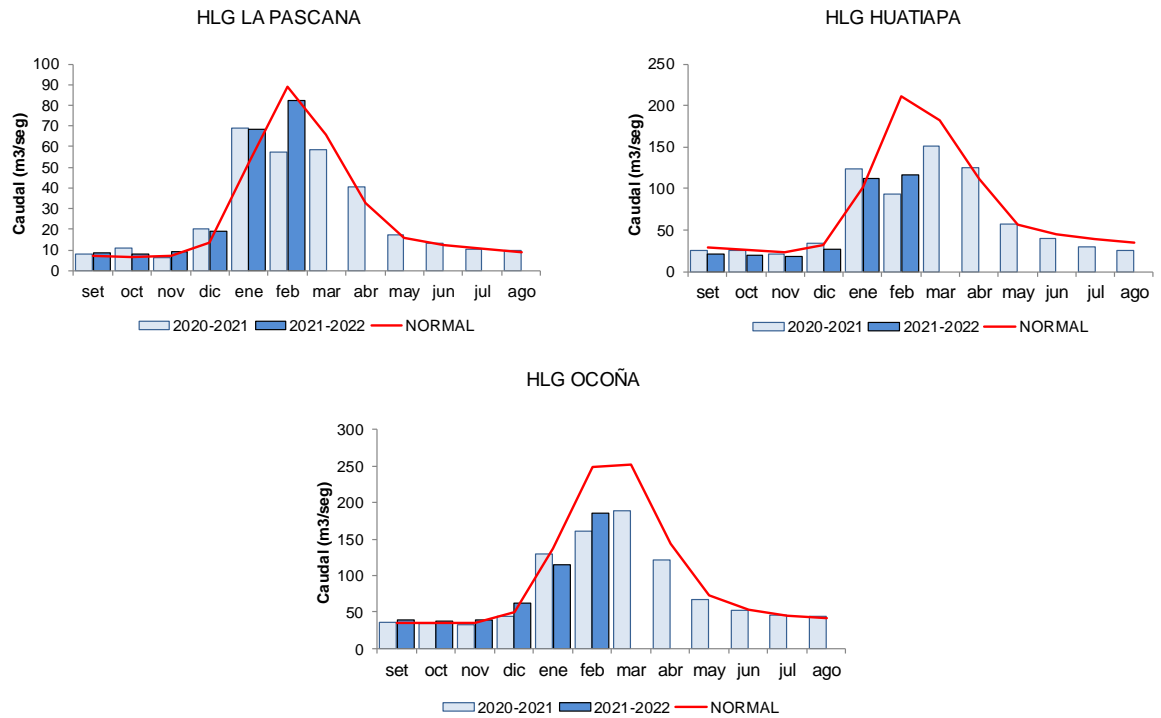 HLG LA PASCANA
Caudal (m3/seg)
100
90
80
70
60
50
40
30
20
10
0
set oct nov dic ene feb mar abr may jun jul ago
2020-2021 2021-2022 NORMAL
HLG HUATIAPA
Caudal (m3/seg)
250
200
150
100
50
0
set oct nov dic ene feb mar abr may jun jul ago
2020-2021 2021-2022 NORMAL
HLG OCOÑA
Caudal (m3/seg)
300
250
200
150
100
50
0
set oct nov dic ene feb mar abr may jun jul ago
2020-2021 2021-2022 NORMAL